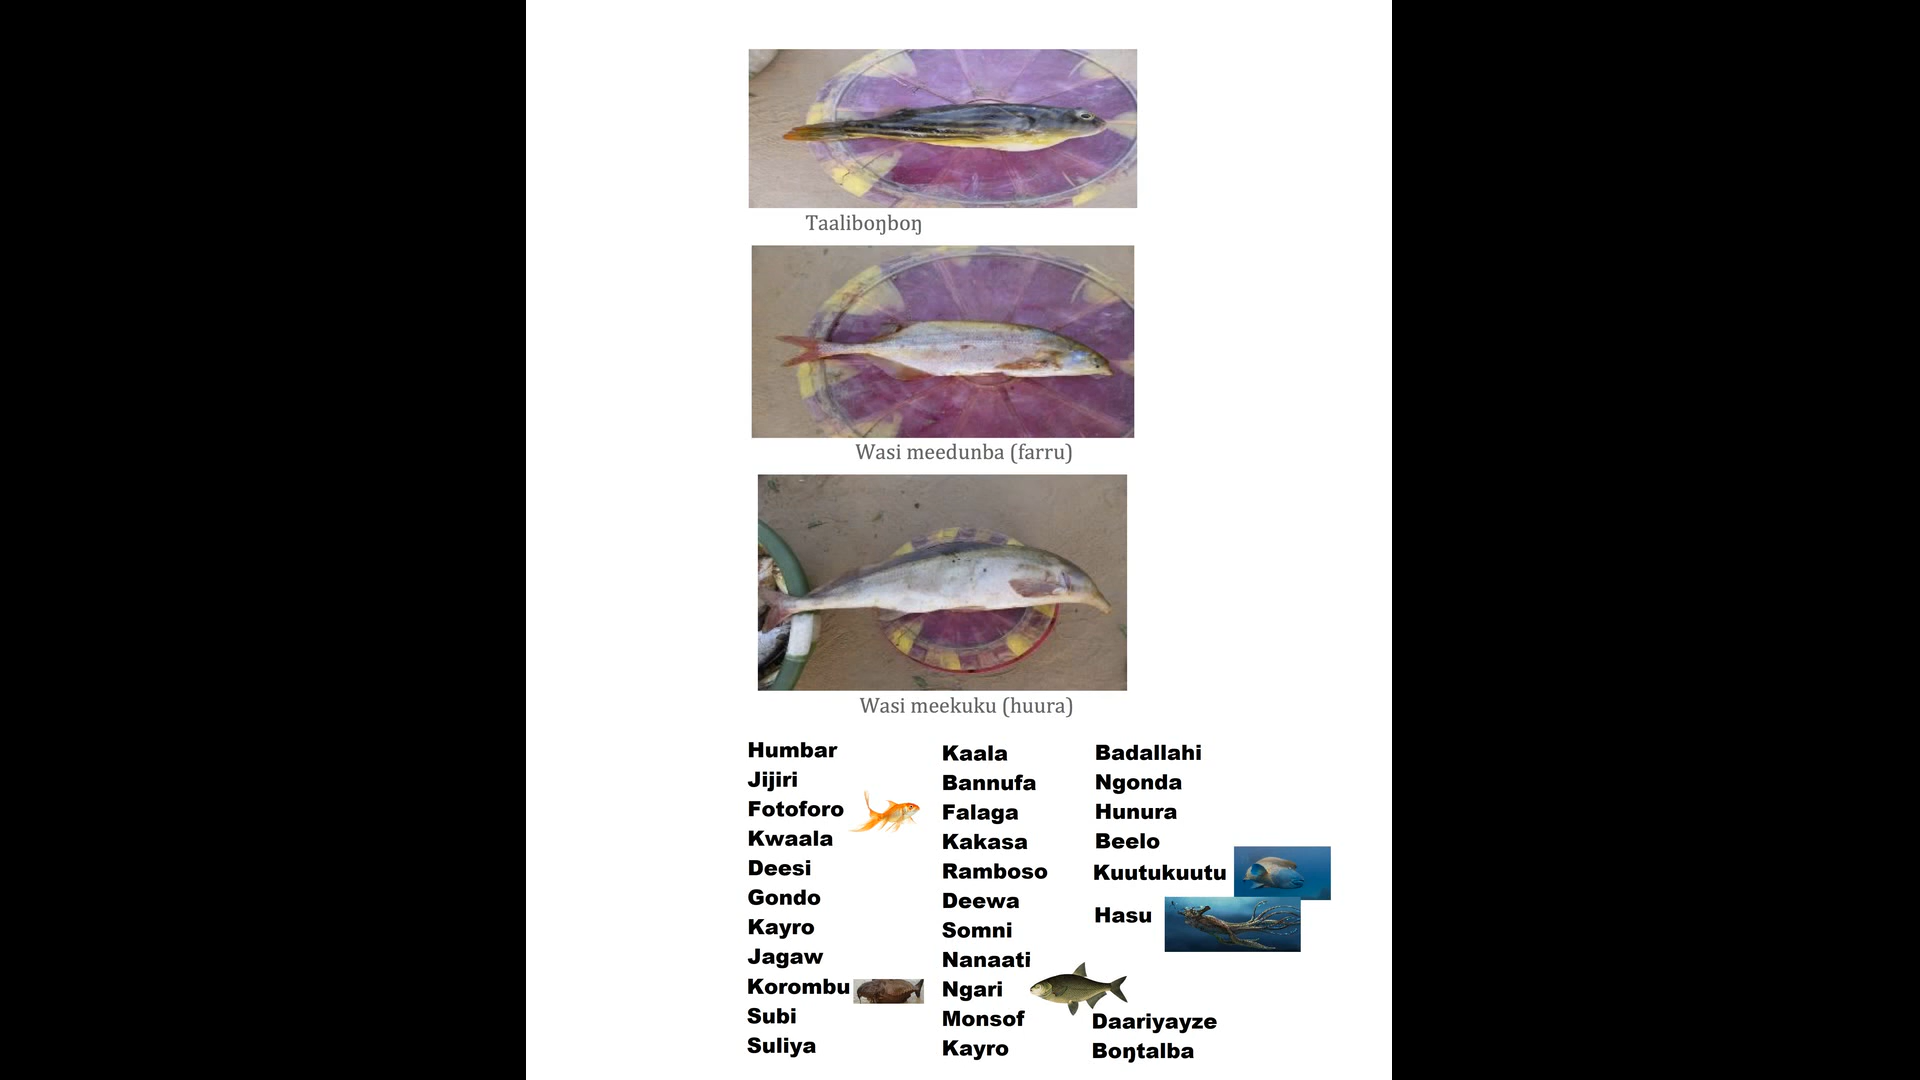 Taaliboŋboŋ
Wasi meedunba (farru)
Wasi meekuku (huura)
Humbar
Jijiri
Fotoforo
Kwaala
Deesi
Gondo
Kayro
Jagaw
Korombu
Subi
Suliya
Kaala
Bannufa
Falaga
Kakasa
Ramboso
Deewa
Somni
Nanaati
Ngari
Monsof
Kayro
Badallahi
Ngonda
Hunura
Beelo
Kuutukuutu
Hasu
Daariyayze
Boŋtalba